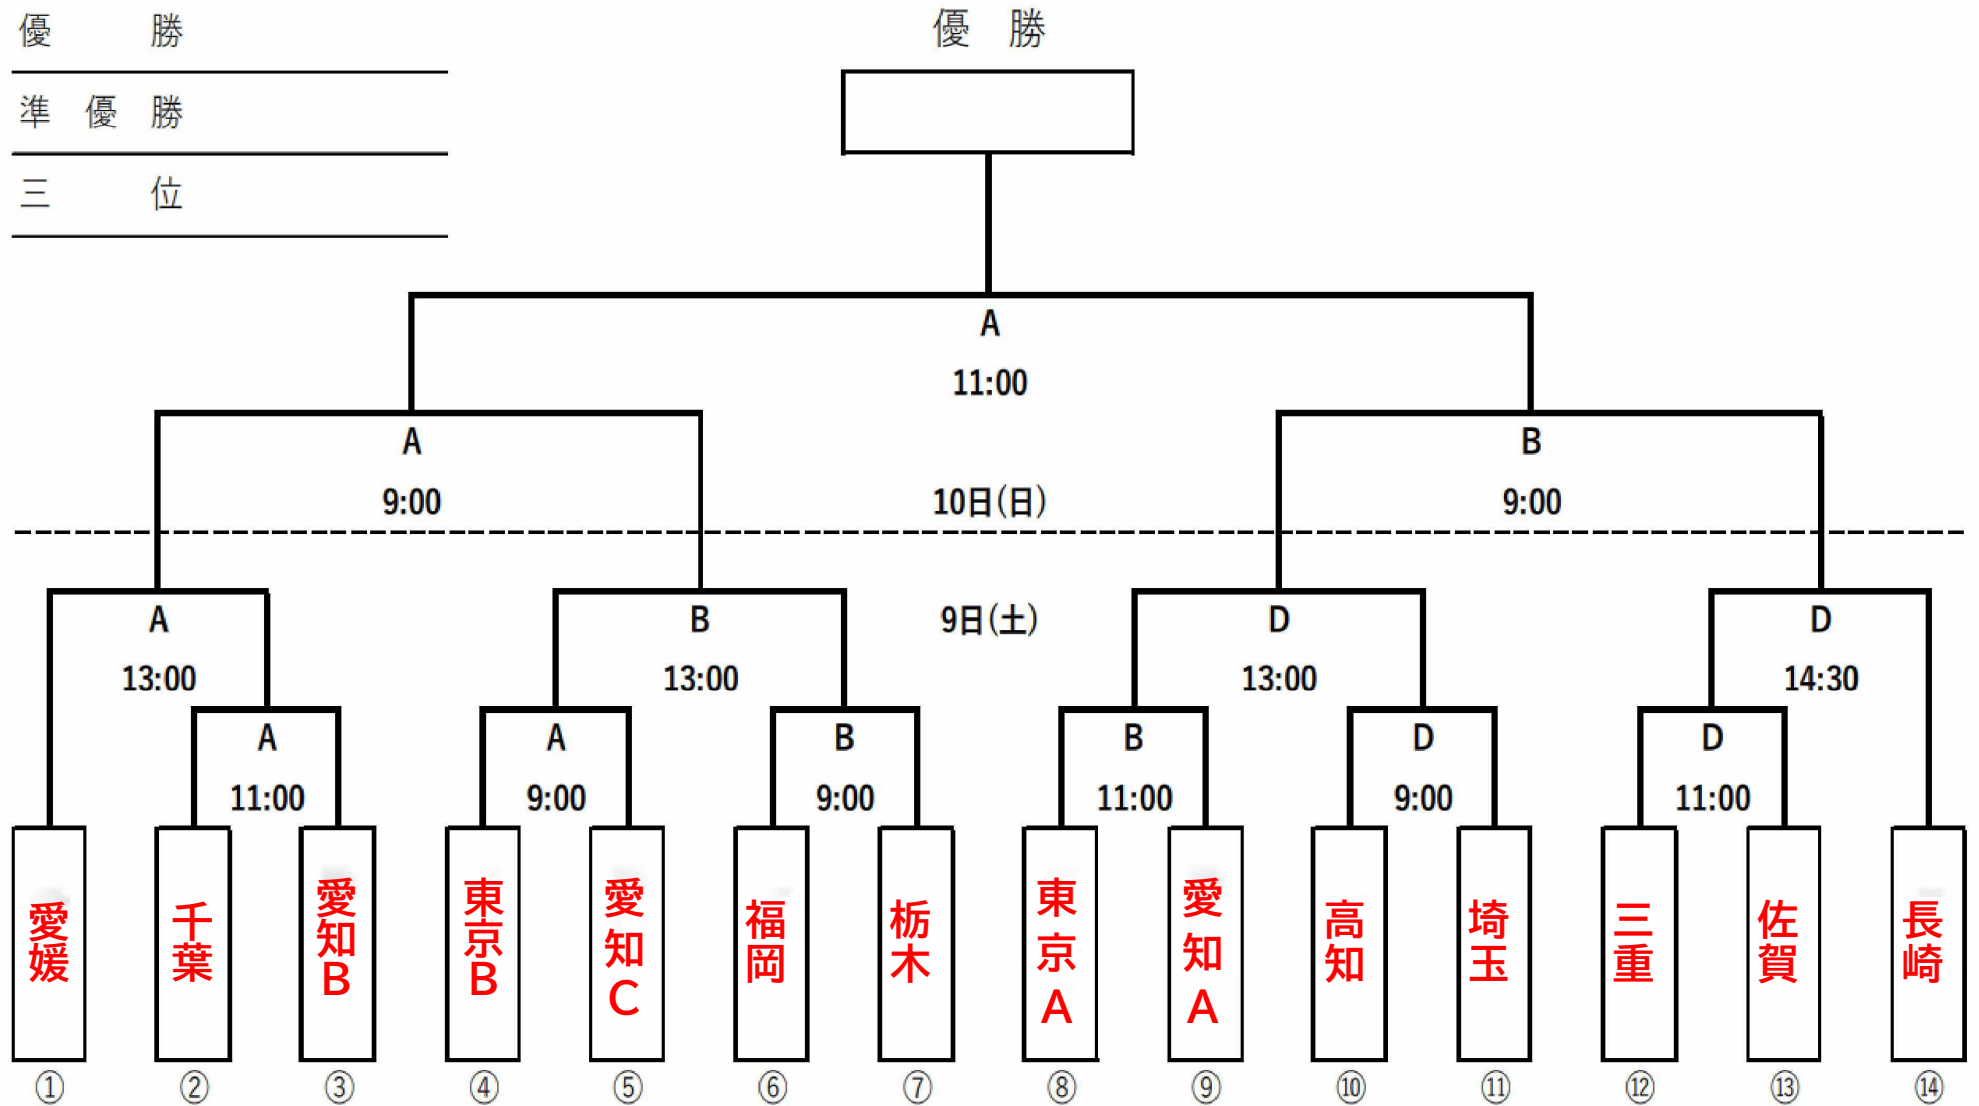 優　勝
準　優　勝
三　位
優　勝
A
11:00
A
B
9:00
10日(日)
9:00
A
B
9日(土)
D
D
13:00
13:00
13:00
14:30
A
A
B
B
D
D
11:00
9:00
9:00
11:00
9:00
11:00
愛媛
千葉
愛知B
東京B
愛知C
福岡
栃木
東京A
愛知A
高知
埼玉
三重
佐賀
長崎
① ② ③ ④ ⑤ ⑥ ⑦ ⑧ ⑨ ⑩ ⑪ ⑫ ⑬ ⑭